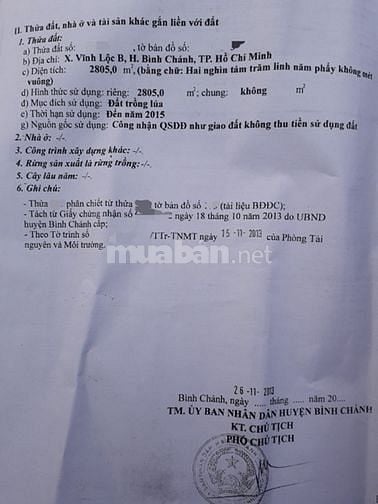 II. Thửa đất, nhà ở và tài sản khác gắn liền với đất
1. Thửa đất:
a) Thửa đất số: , tờ bản đồ số:
b) Địa chỉ: X. Vĩnh Lộc B, H. Bình Chánh, TP. Hồ Chí Minh
c) Diện tích: 2805,0 m², (bằng chữ: Hai nghìn tám trăm linh năm phẩy không mét
vuông)
d) Hình thức sử dụng: riêng: 2805,0 m²; chung: không m²
đ) Mục đích sử dụng: Đất trồng lúa
e) Thời hạn sử dụng: Đến năm 2015
g) Nguồn gốc sử dụng: Công nhận QSDĐ như giao đất không thu tiền sử dụng đất
2. Nhà ở: -/-
3. Công trình xây dựng khác: -/-
4. Rừng sản xuất là rừng trồng: -/-
5. Cây lâu năm: -/-
6. Ghi chú:
- Thửa phân chiết từ thửa tờ bản đồ số (tài liệu BĐĐC);
- Tách từ Giấy chứng nhận số ngày 18 tháng 10 năm 2013 do UBND
huyện Bình Chánh cấp;
- Theo Tờ trình số /TTr-TNMT ngày 15-11-2013 của Phòng Tài
nguyên và Môi trường.
muaban.net
26-11-2013
Bình Chánh, ngày ..... tháng ..... năm 20....
TM. ỦY BAN NHÂN DÂN HUYỆN BÌNH CHÁNH
KT. CHỦ TỊCH
PHÓ CHỦ TỊCH